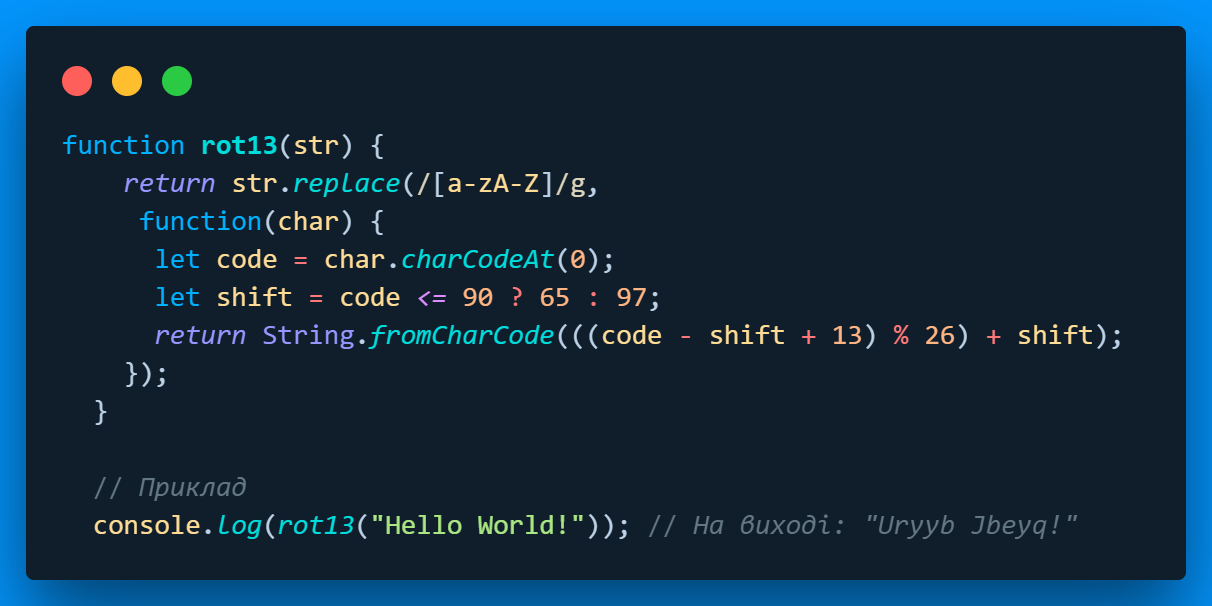 function rot13(str) {
    return str.replace(/[a-zA-Z]/g,
     function(char) {
      let code = char.charCodeAt(0);
      let shift = code <= 90 ? 65 : 97;
      return String.fromCharCode(((code - shift + 13) % 26) + shift);
    });
  }

  // Приклад
  console.log(rot13("Hello World!")); // На виході: "Uryyb Jbeyq!"